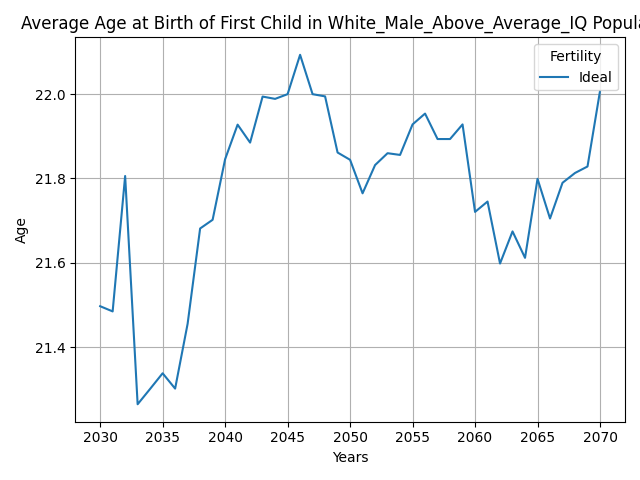 Average Age at Birth of First Child in White_Male_Above_Average_IQ Popula
Fertility
Ideal
22.0
21.8
21.6
21.4
Age
2030 2035 2040 2045 2050 2055 2060 2065 2070
Years